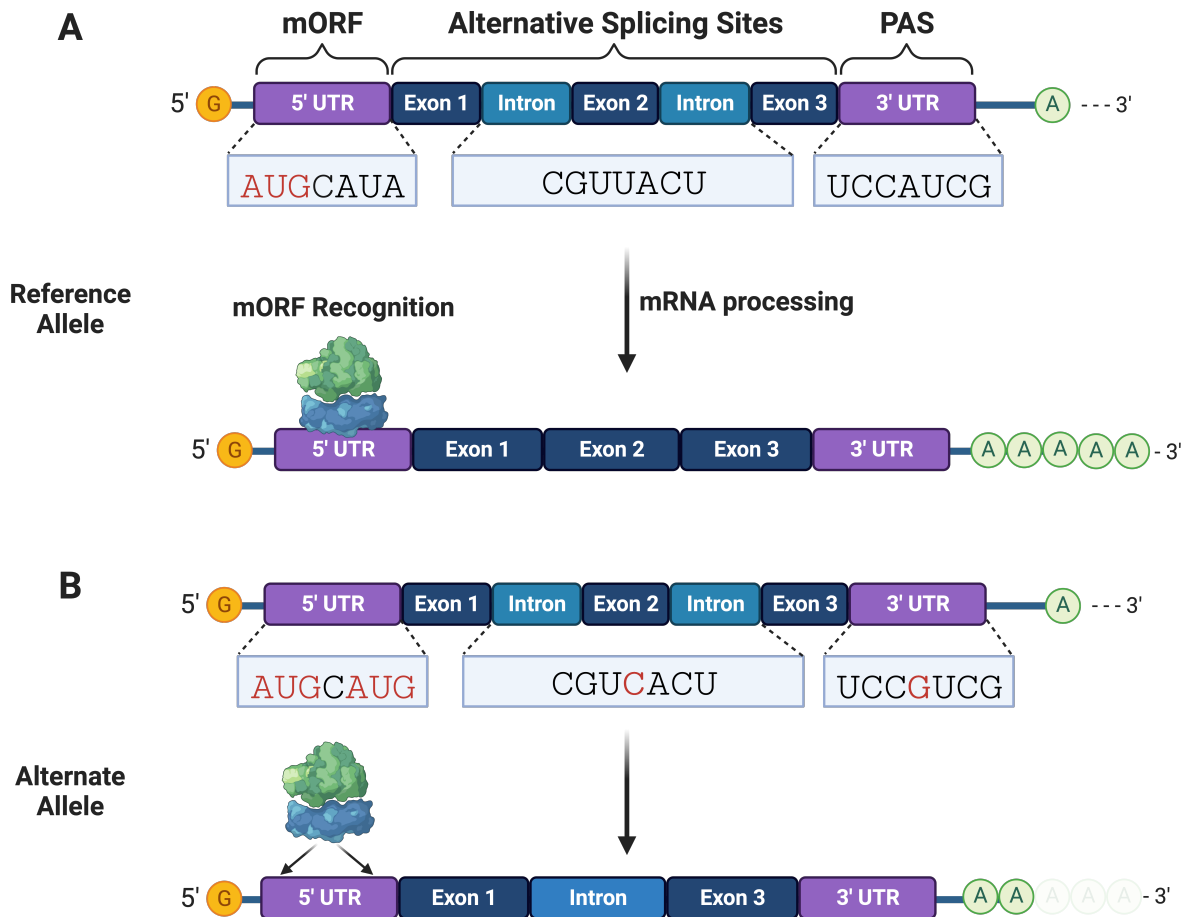 A
mORF Alternative Splicing Sites PAS
5' G 5' UTR Exon 1 Intron Exon 2 Intron Exon 3 3' UTR A - - - 3'
AUGCAUA CGUUACU UCCAUCG
Reference
Allele
mORF Recognition
mRNA processing
5' G 5' UTR Exon 1 Exon 2 Exon 3 3' UTR A A A A A - 3'
B
5' G 5' UTR Exon 1 Intron Exon 2 Intron Exon 3 3' UTR A - - - 3'
AUGCAUG CGUCACU UCCGUCG
Alternate
Allele
5' G 5' UTR Exon 1 Intron Exon 3 3' UTR A A A A A - 3'